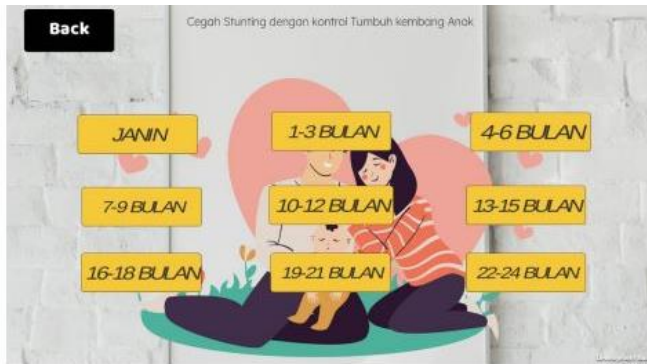 Back
Cegah Stunting dengan kontrol Tumbuh kembang Anak
JANIN
1-3 BULAN
4-6 BULAN
7-9 BULAN
10-12 BULAN
13-15 BULAN
16-18 BULAN
19-21 BULAN
22-24 BULAN